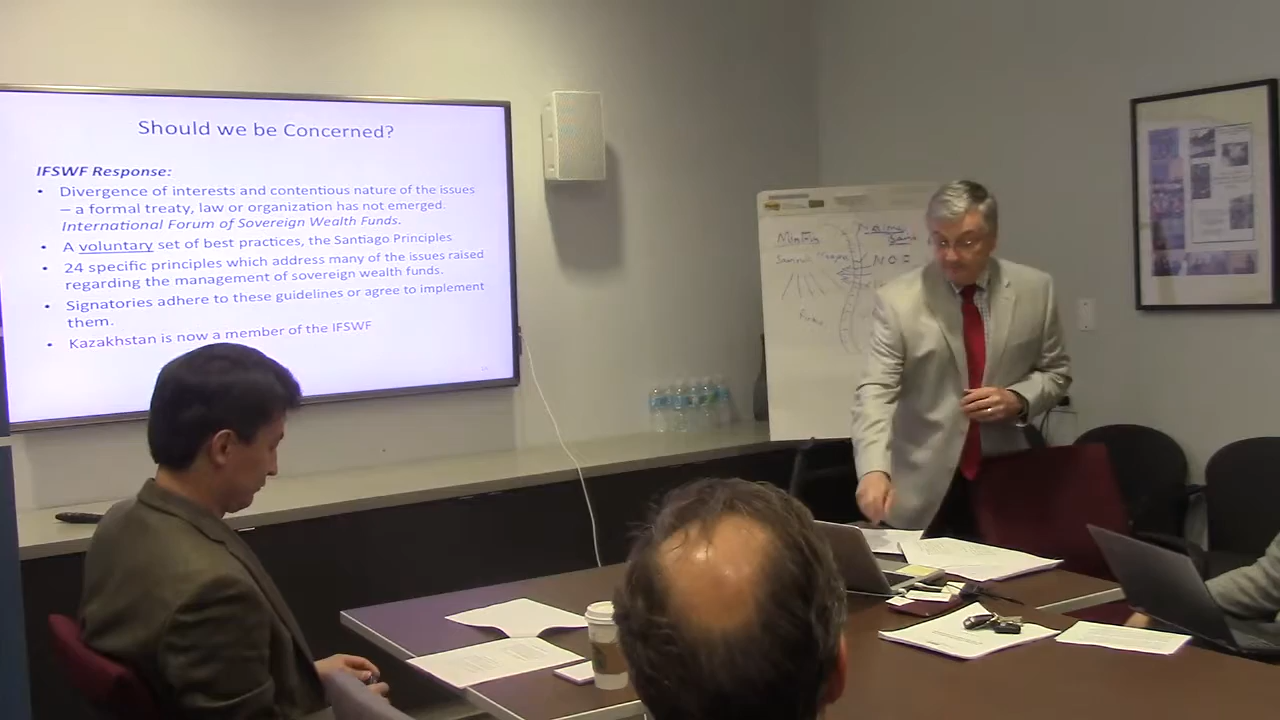 Should we be Concerned?
IFSWF Response:
• Divergence of interests and contentious nature of the issues
– a formal treaty, law or organization has not emerged.
International Forum of Sovereign Wealth Funds.
• A voluntary set of best practices, the Santiago Principles
• 24 specific principles which address many of the issues raised
regarding the management of sovereign wealth funds.
• Signatories adhere to these guidelines or agree to implement
them.
• Kazakhstan is now a member of the IFSWF